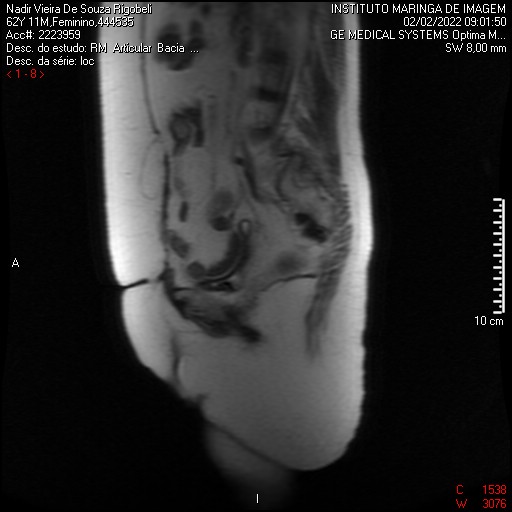 Nadir Vieira De Souza Rigobeli
62Y 11M,Feminino,444535
Acc#: 2223959
Desc. do estudo: RM Articular Bacia ...
Desc. da série: loc
< 1 - 8 >
INSTITUTO MARINGA DE IMAGEM
02/02/2022 09:01:50
GE MEDICAL SYSTEMS Optima M...
SW 8,00 mm
A
10 cm
I
C 1538
W 3076